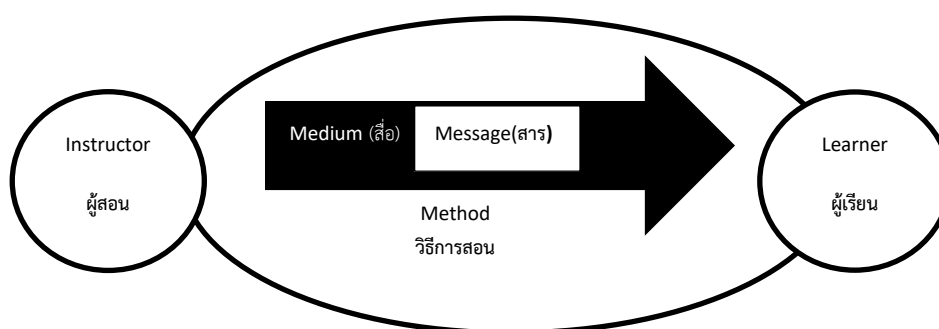 Instructor
ผู้สอน
Medium (สื่อ)
Message(สาร)
Method
วิธีการสอน
Learner
ผู้เรียน